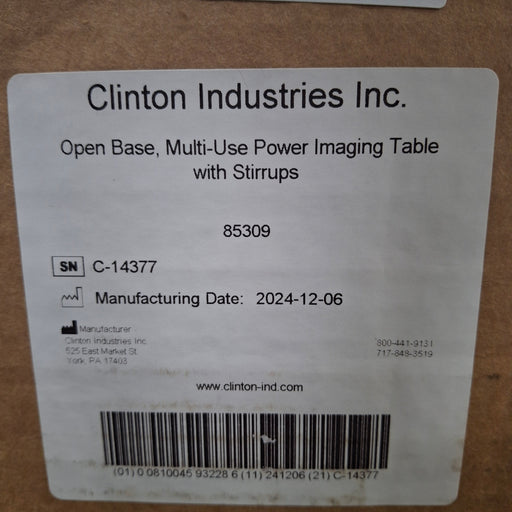 Clinton Industries Inc.
Open Base, Multi-Use Power Imaging Table
with Stirrups
85309
SN C-14377
Manufacturing Date: 2024-12-06
Manufacturer
Clinton Industries Inc.
525 East Market St.
York, PA 17403
800-441-9131
717-848-3519
www.clinton-ind.com
(01) 0 0810045 93228 6 (11) 241206 (21) C-14377